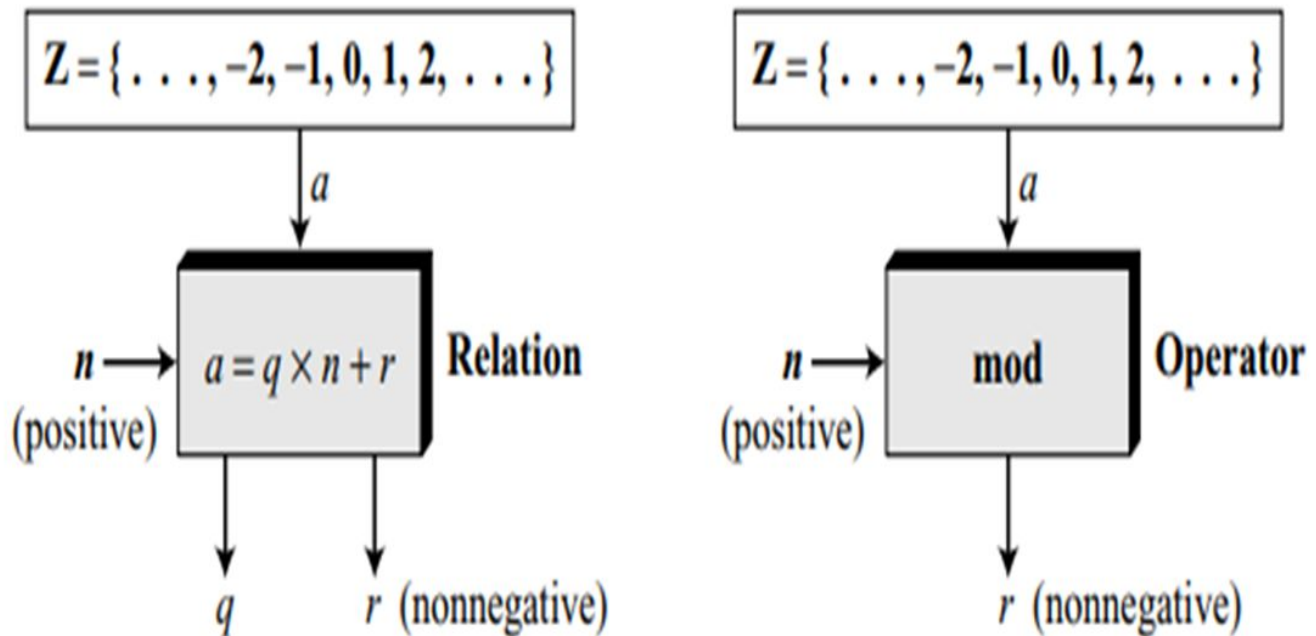 Z = { . . . , −2, −1, 0, 1, 2, . . . }
a
n
(positive)
a = q × n + r
Relation
q
r (nonnegative)
Z = { . . . , −2, −1, 0, 1, 2, . . . }
a
n
(positive)
mod
Operator
r (nonnegative)